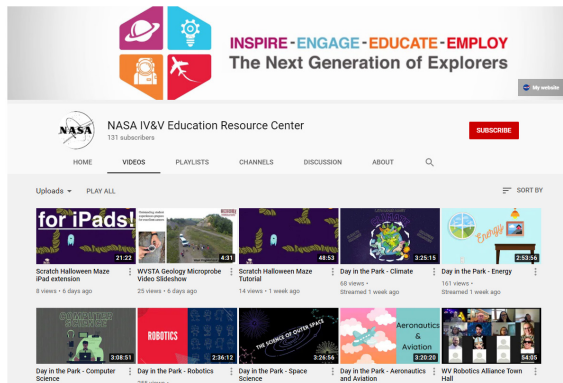 INSPIRE - ENGAGE - EDUCATE - EMPLOY
The Next Generation of Explorers
My website
NASA
NASA IV&V Education Resource Center
131 subscribers
SUBSCRIBE
HOME VIDEOS PLAYLISTS CHANNELS DISCUSSION ABOUT
Uploads PLAY ALL SORT BY
for iPads!
21:22
4:31
48:53
3:25:15
Energy
2:53:56
Scratch Halloween Maze iPad extension
8 views • 6 days ago
WVSTA Geology Microprobe Video Slideshow
25 views • 6 days ago
Scratch Halloween Maze Tutorial
14 views • 1 week ago
Day in the Park - Climate
68 views •
Streamed 1 week ago
Day in the Park - Energy
161 views •
Streamed 1 week ago
COMPUTER SCIENCE
3:08:51
ROBOTICS
2:36:12
THE SCIENCE OF OUTER SPACE
3:26:56
Aeronautics
&
Aviation
3:20:20
54:05
Day in the Park - Computer Science
Day in the Park - Robotics
Day in the Park - Space Science
Day in the Park - Aeronautics and Aviation
WV Robotics Alliance Town Hall